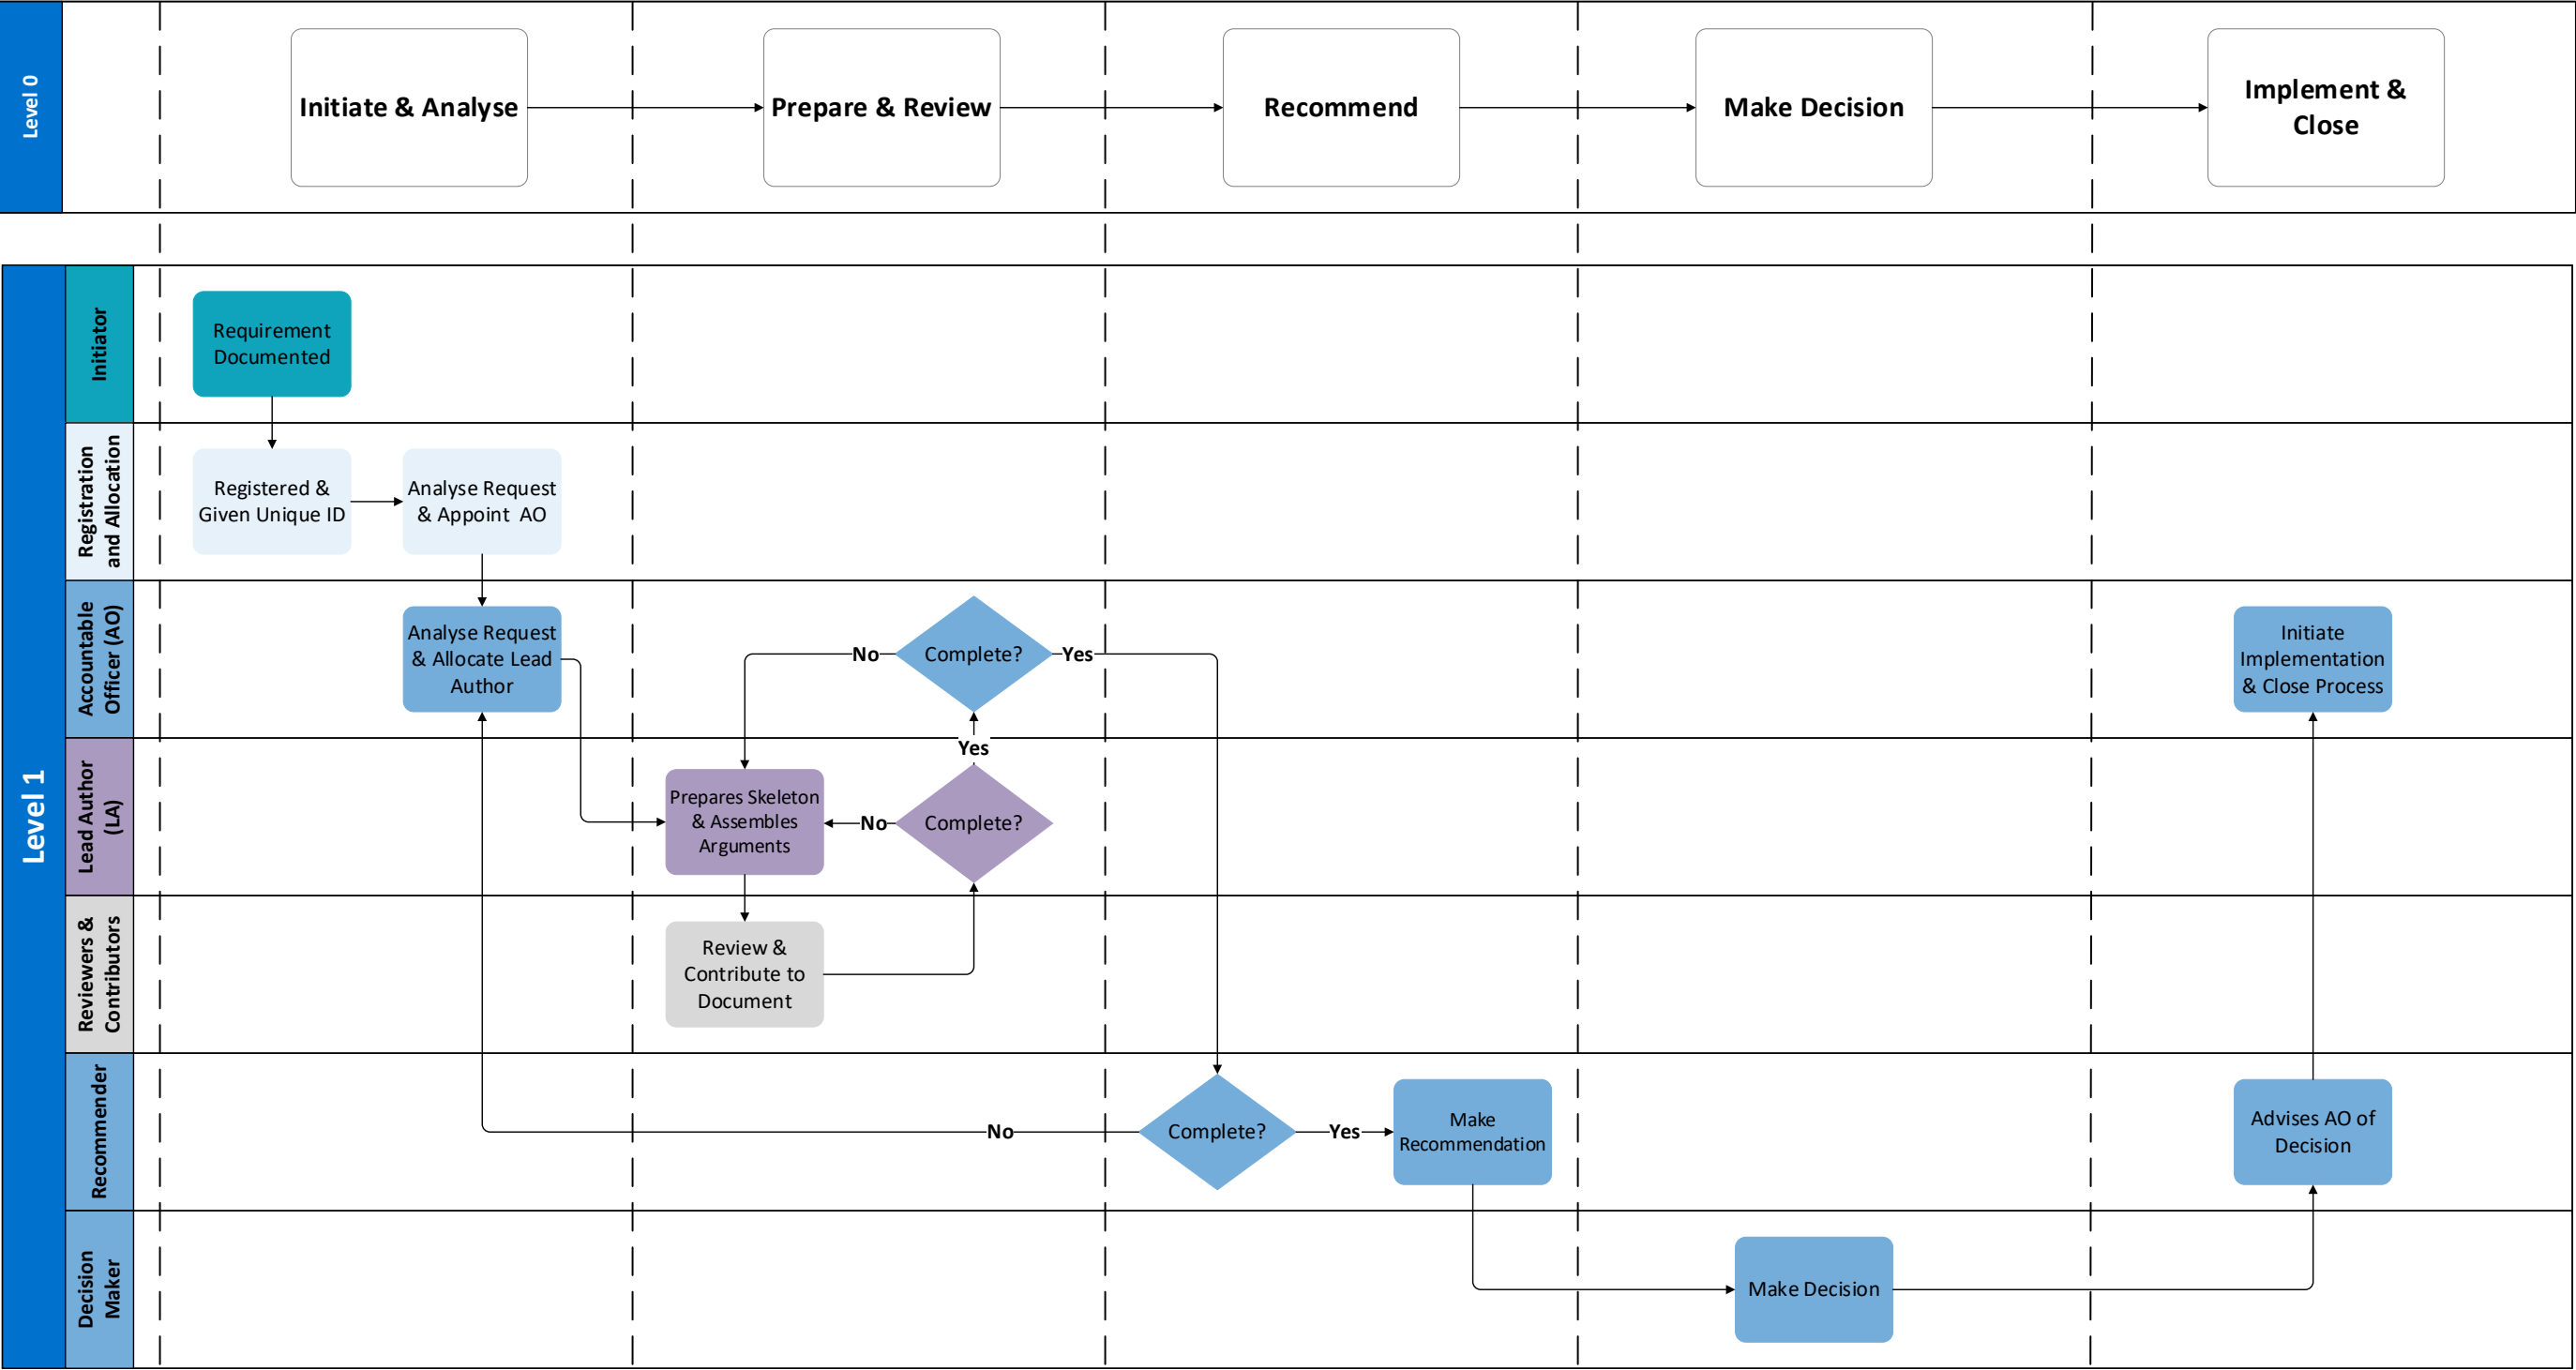 Level 0
Initiate & Analyse
Prepare & Review
Recommend
Make Decision
Implement &
Close
Level 1
Initiator
Requirement
Documented
Registration
and Allocation
Registered &
Given Unique ID
Analyse Request
& Appoint AO
Accountable
Officer (AO)
Analyse Request
& Allocate Lead
Author
No
Complete?
Yes
Initiate
Implementation
& Close Process
Yes
Lead Author
(LA)
Prepares Skeleton
& Assembles
Arguments
No
Complete?
Reviewers &
Contributors
Review &
Contribute to
Document
Recommender
No
Complete?
Yes
Make
Recommendation
Advises AO of
Decision
Decision
Maker
Make Decision